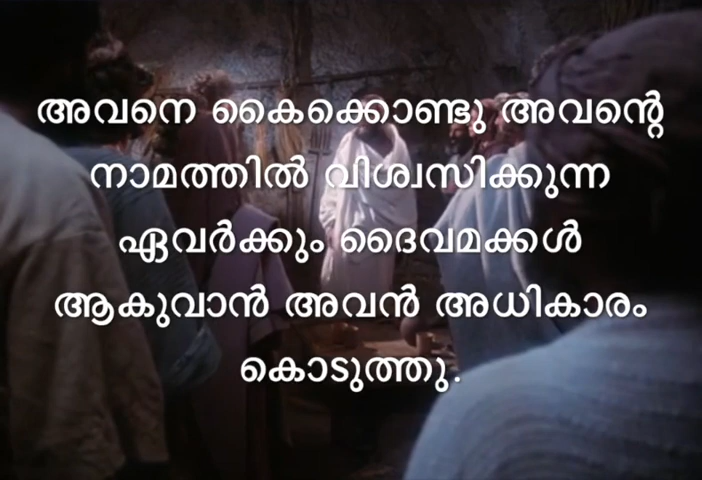 അവനെ കൈക്കൊണ്ടു അവന്റെ
നാമത്തിൽ വിശ്വസിക്കുന്ന
ഏവർക്കും ദൈവമക്കൾ
ആകുവാൻ അവൻ അധികാരം
കൊടുത്തു.